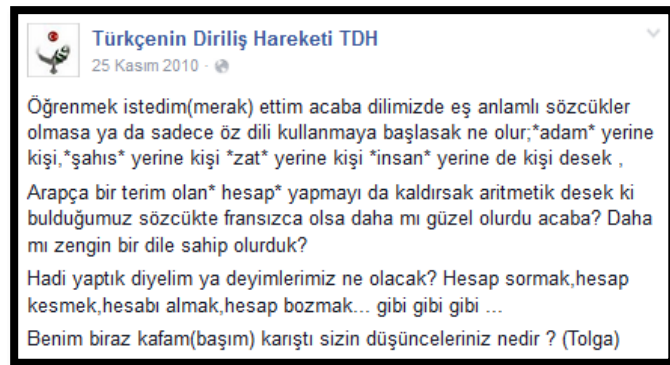 Türkçenin Diriliş Hareketi TDH
25 Kasım 2010 ·
Öğrenmek istedim(merak) ettim acaba dilimizde eş anlamlı sözcükler
olmasa ya da sadece öz dili kullanmaya başlasak ne olur;*adam* yerine
kişi,*şahıs* yerine kişi *zat* yerine kişi *insan* yerine de kişi desek ,
Arapça bir terim olan* hesap* yapmayı da kaldırsak aritmetik desek ki
bulduğumuz sözcükte fransızca olsa daha mı güzel olurdu acaba? Daha
mı zengin bir dile sahip olurduk?
Hadi yaptık diyelim ya deyimlerimiz ne olacak? Hesap sormak,hesap
kesmek,hesabı almak,hesap bozmak... gibi gibi gibi ...
Benim biraz kafam(başım) karıştı sizin düşünceleriniz nedir ? (Tolga)